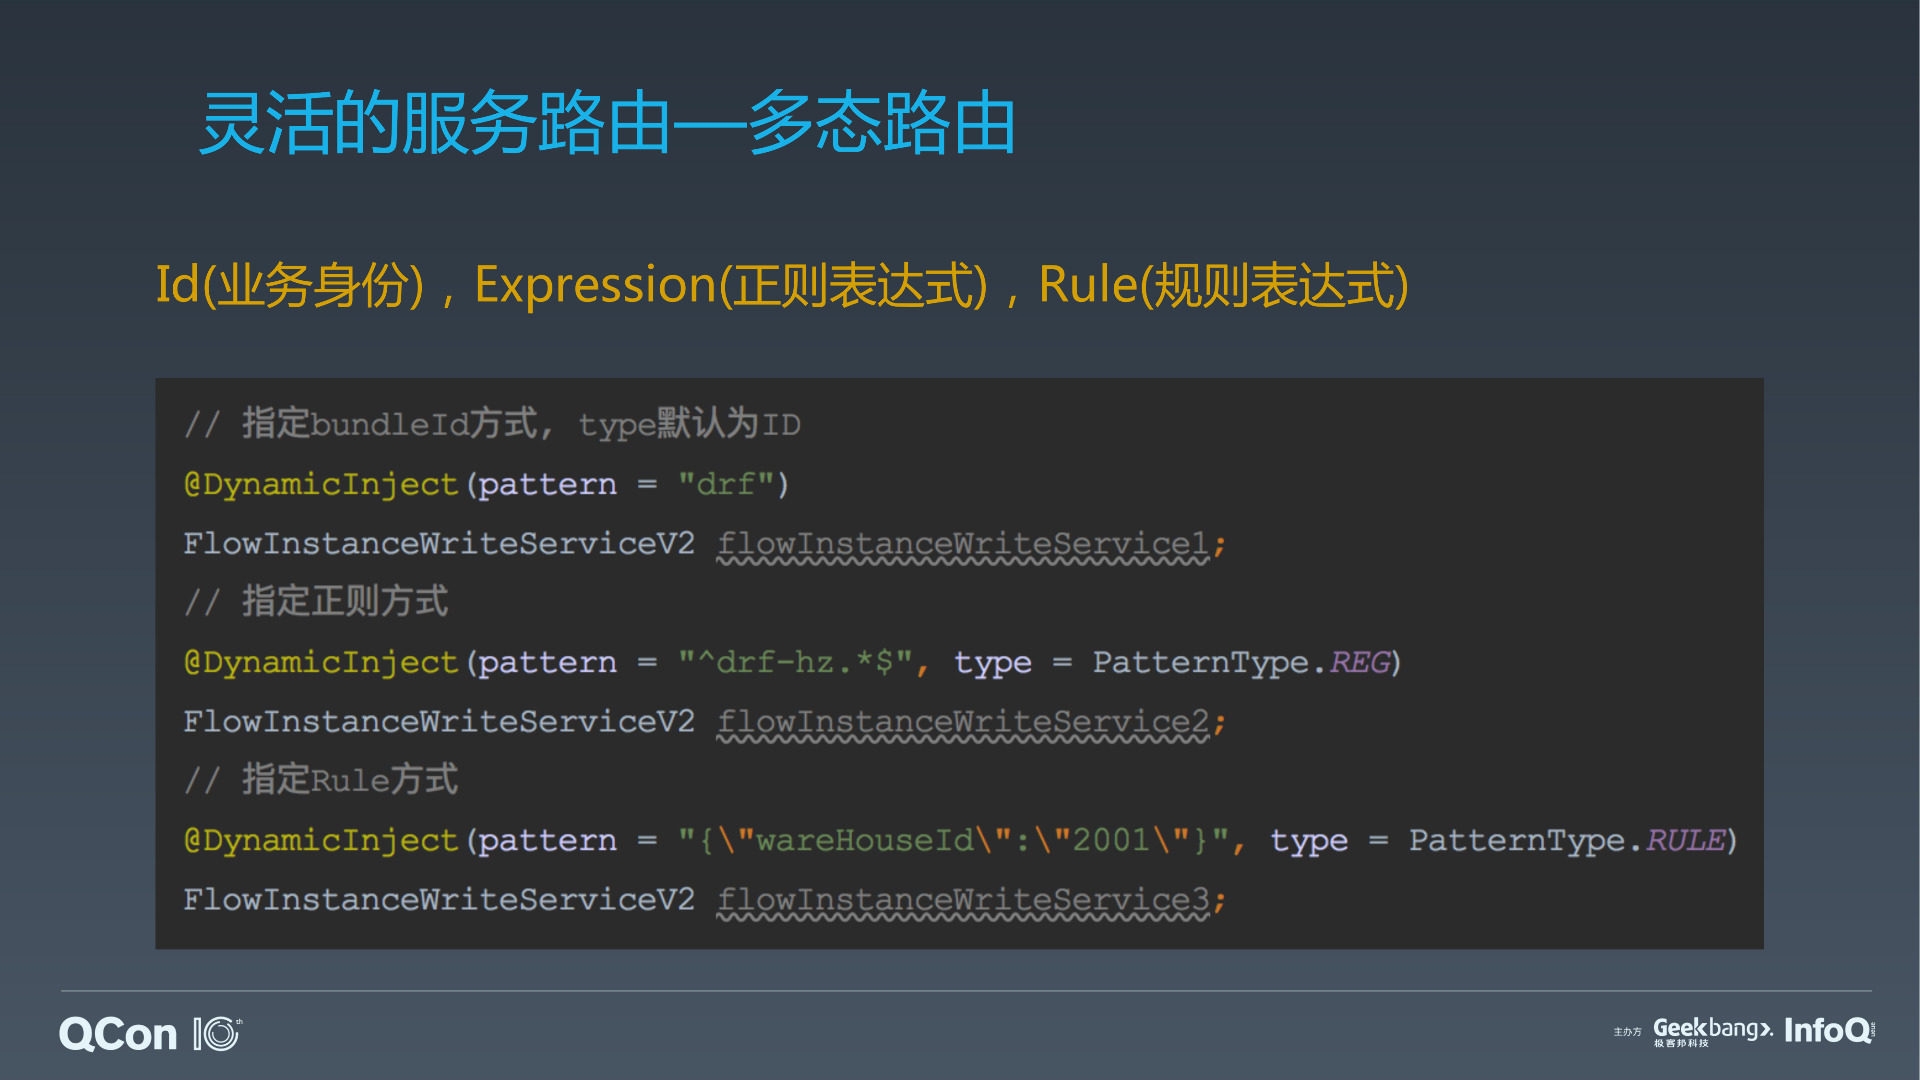 灵活的服务路由—多态路由
Id(业务身份)，Expression(正则表达式)，Rule(规则表达式)
// 指定bundleId方式, type默认为ID
@DynamicInject(pattern = "drf")
FlowInstanceWriteServiceV2 flowInstanceWriteService1;
// 指定正则方式
@DynamicInject(pattern = "^drf-hz.*$", type = PatternType.REG)
FlowInstanceWriteServiceV2 flowInstanceWriteService2;
// 指定Rule方式
@DynamicInject(pattern = "{\"wareHouseId\":\"2001\"}", type = PatternType.RULE)
FlowInstanceWriteServiceV2 flowInstanceWriteService3;
QCon 10th
主办方 Geekbang>. InfoQ
极客邦科技